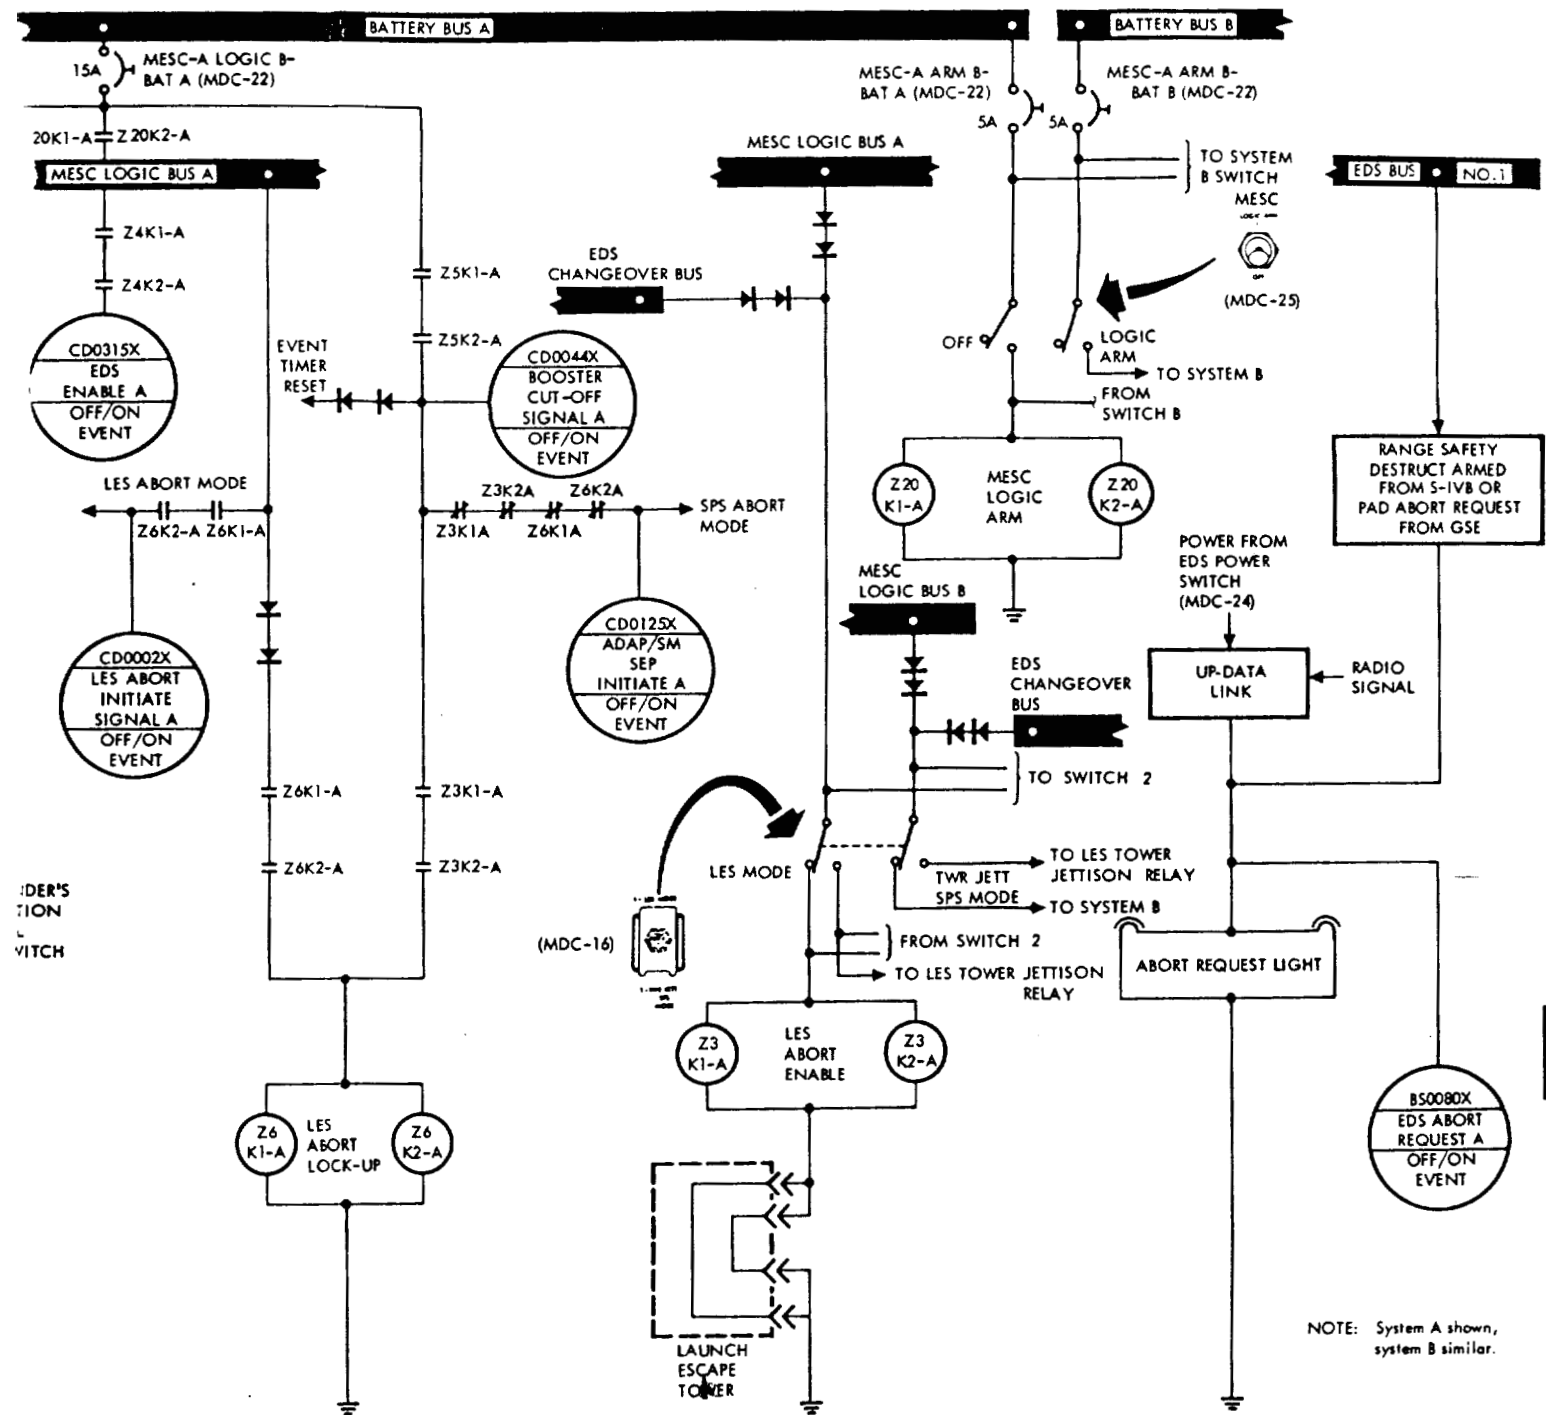 BATTERY BUS A
BATTERY BUS B
15A
MESC-A LOGIC B-
BAT A (MDC-22)
MESC-A ARM B-
BAT A (MDC-22)
5A
MESC-A ARM B-
BAT B (MDC-22)
5A
20K1-A
Z20K2-A
MESC LOGIC BUS A
MESC LOGIC BUS A
TO SYSTEM
B SWITCH
MESC
LOGIC ARM
OFF
(MDC-25)
EDS BUS
NO.1
Z4K1-A
Z4K2-A
Z5K1-A
Z5K2-A
EDS
CHANGEOVER BUS
CD0315X
EDS
ENABLE A
OFF/ON
EVENT
EVENT
TIMER
RESET
CD0044X
BOOSTER
CUT-OFF
SIGNAL A
OFF/ON
EVENT
OFF
LOGIC
ARM
TO SYSTEM B
FROM
SWITCH B
Z20
K1-A
MESC
LOGIC
ARM
Z20
K2-A
RANGE SAFETY
DESTRUCT ARMED
FROM S-IVB OR
PAD ABORT REQUEST
FROM GSE
LES ABORT MODE
Z6K2-A
Z6K1-A
Z3K2A
Z6K2A
Z3K1A
Z6K1A
SPS ABORT
MODE
POWER FROM
EDS POWER
SWITCH
(MDC-24)
MESC
LOGIC BUS B
CD0002X
LES ABORT
INITIATE
SIGNAL A
OFF/ON
EVENT
CD0125X
ADAP/SM
SEP
INITIATE A
OFF/ON
EVENT
EDS
CHANGEOVER
BUS
UP-DATA
LINK
RADIO
SIGNAL
TO SWITCH 2
Z6K1-A
Z3K1-A
Z6K2-A
Z3K2-A
LES MODE
TWR JETT
SPS MODE
TO LES TOWER
JETTISON RELAY
TO SYSTEM B
DER'S
TION
L
WITCH
(MDC-16)
FROM SWITCH 2
TO LES TOWER JETTISON
RELAY
ABORT REQUEST LIGHT
Z3
K1-A
LES
ABORT
ENABLE
Z3
K2-A
Z6
K1-A
LES
ABORT
LOCK-UP
Z6
K2-A
BS0080X
EDS ABORT
REQUEST A
OFF/ON
EVENT
LAUNCH
ESCAPE
TOWER
NOTE: System A shown,
system B similar.